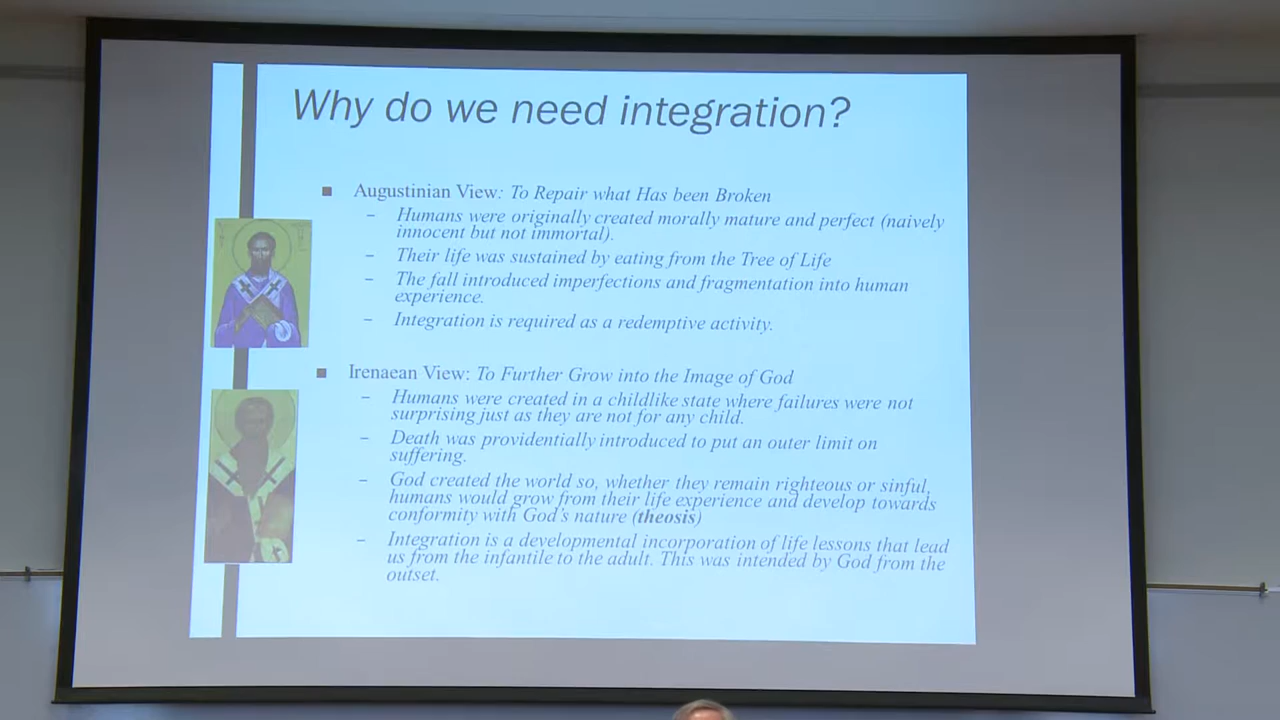 Why do we need integration?
■ Augustinian View: To Repair what Has been Broken
– Humans were originally created morally mature and perfect (naively
innocent but not immortal).
– Their life was sustained by eating from the Tree of Life
– The fall introduced imperfections and fragmentation into human
experience.
– Integration is required as a redemptive activity.
■ Irenaean View: To Further Grow into the Image of God
– Humans were created in a childlike state where failures were not
surprising just as they are not for any child.
– Death was providentially introduced to put an outer limit on
suffering.
– God created the world so, whether they remain righteous or sinful,
humans would grow from their life experience and develop towards
conformity with God's nature (theosis)
– Integration is a developmental incorporation of life lessons that lead
us from the infantile to the adult. This was intended by God from the
outset.